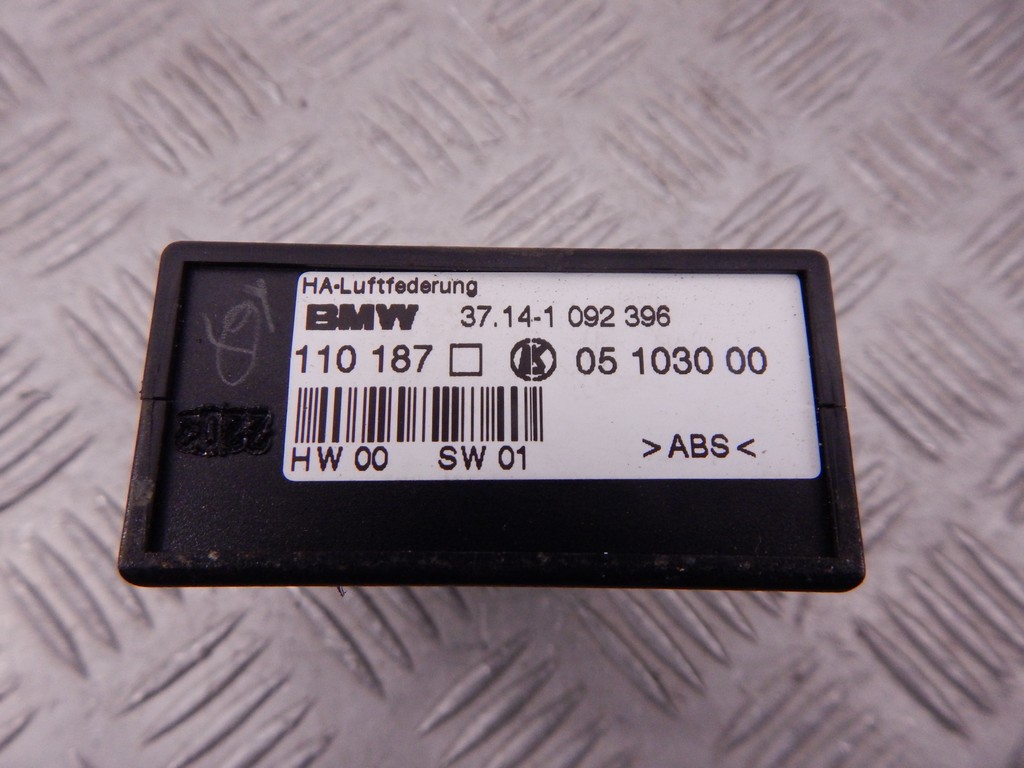 HA-Luftfederung
BMW 37.14-1 092 396
110 187 05 1030 00
HW 00 SW 01
>ABS<